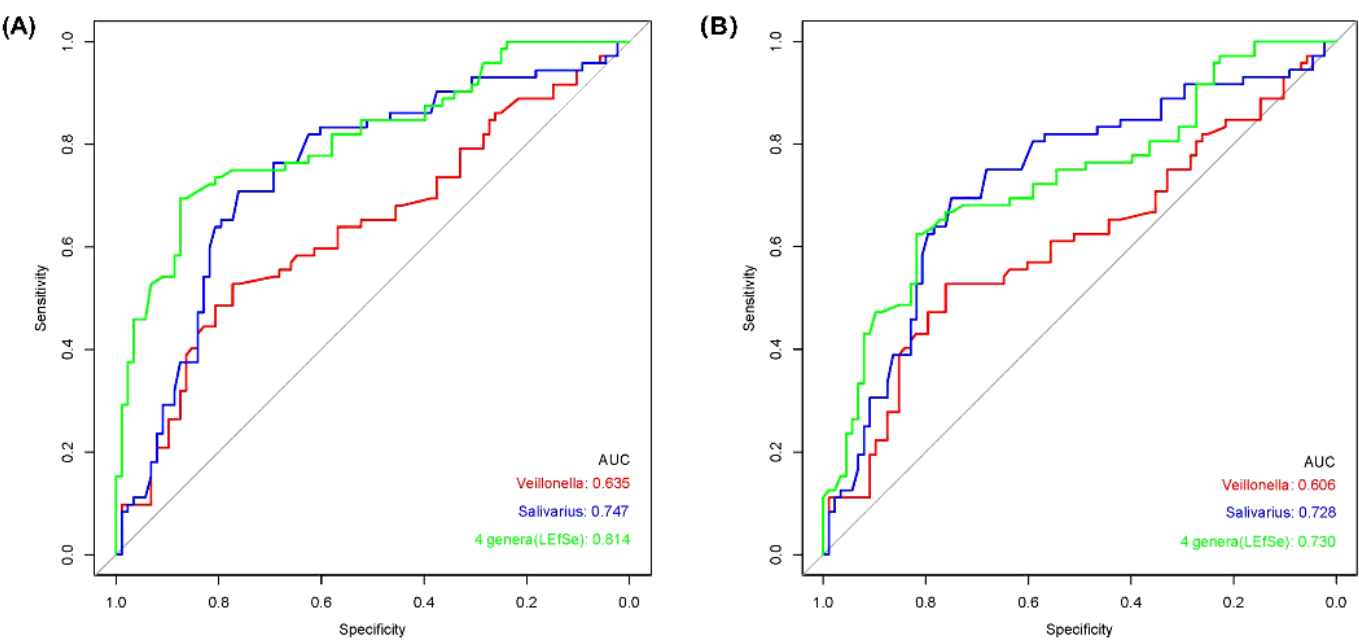 (A)
1.0
0.8
0.6
0.4
0.2
0.0
Sensitivity
AUC
Veillonella: 0.635
Salivarius: 0.747
4 genera(LEfSe): 0.814
1.0 0.8 0.6 0.4 0.2 0.0
Specificity
(B)
1.0
0.8
0.6
0.4
0.2
0.0
Sensitivity
AUC
Veillonella: 0.606
Salivarius: 0.728
4 genera(LEfSe): 0.730
1.0 0.8 0.6 0.4 0.2 0.0
Specificity